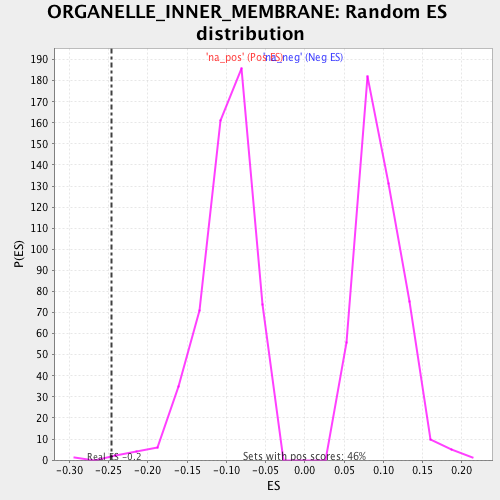 ORGANELLE_INNER_MEMBRANE: Random ES
distribution
'na_pos' (Pos ES) 'na_neg' (Neg ES)
190
180
170
160
150
140
130
120
110
100
90
80
70
60
50
40
30
20
10
0
P(ES)
Real ES -0.2
Sets with pos scores: 46%
-0.30 -0.25 -0.20 -0.15 -0.10 -0.05 0.00 0.05 0.10 0.15 0.20
ES